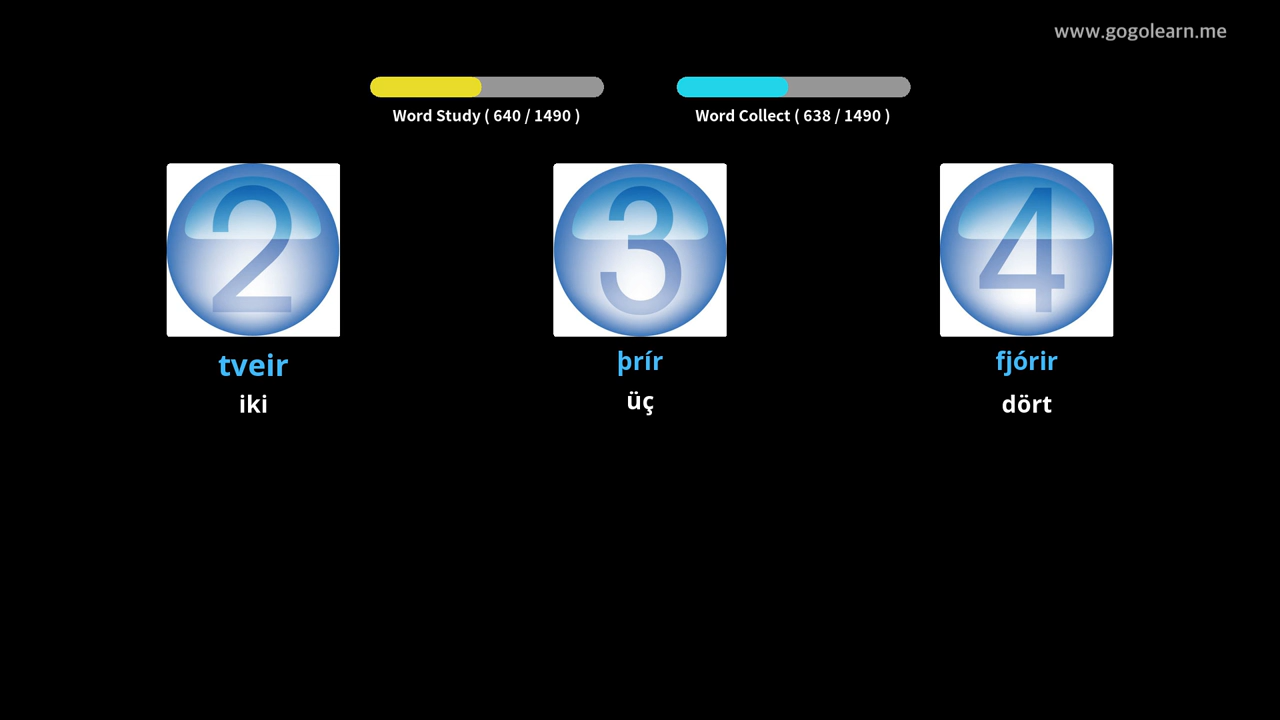 www.gogolearn.me
Word Study ( 640 / 1490 )
Word Collect ( 638 / 1490 )
2
3
4
tveir
þrír
fjórir
iki
üç
dört